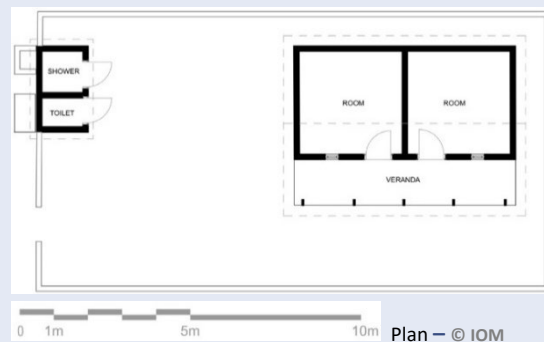 SHOWER
TOILET
ROOM ROOM
VERANDA
0 1m 5m 10m
Plan – © IOM